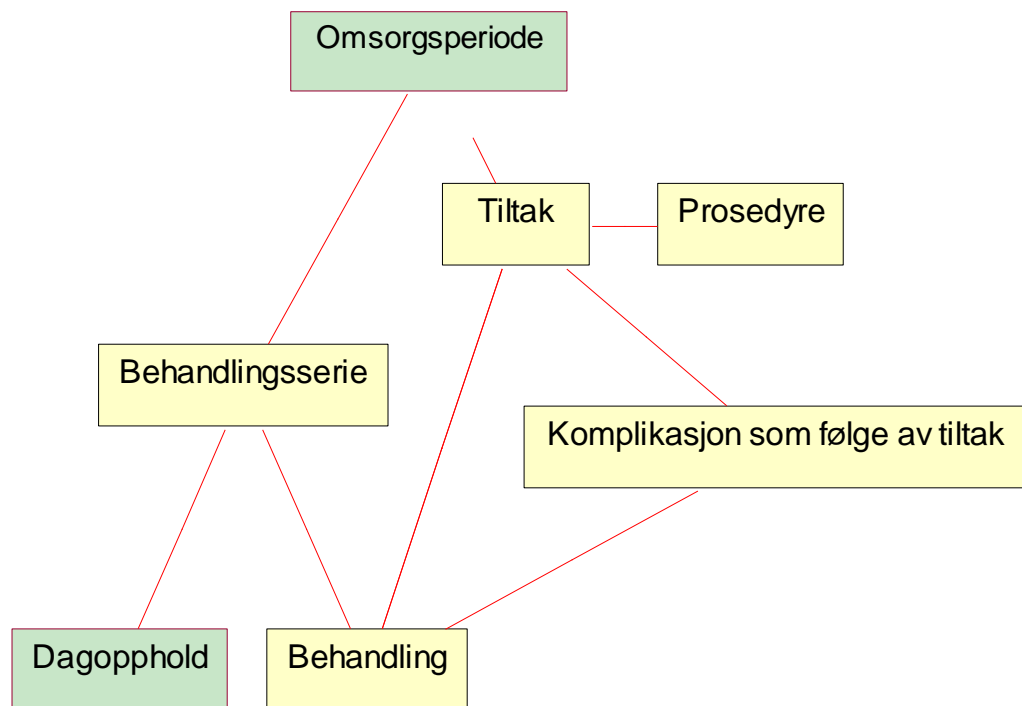 Omsorgsperiode
Tiltak
Prosedyre
Behandlingsserie
Komplikasjon som følge av tiltak
Dagopphold
Behandling